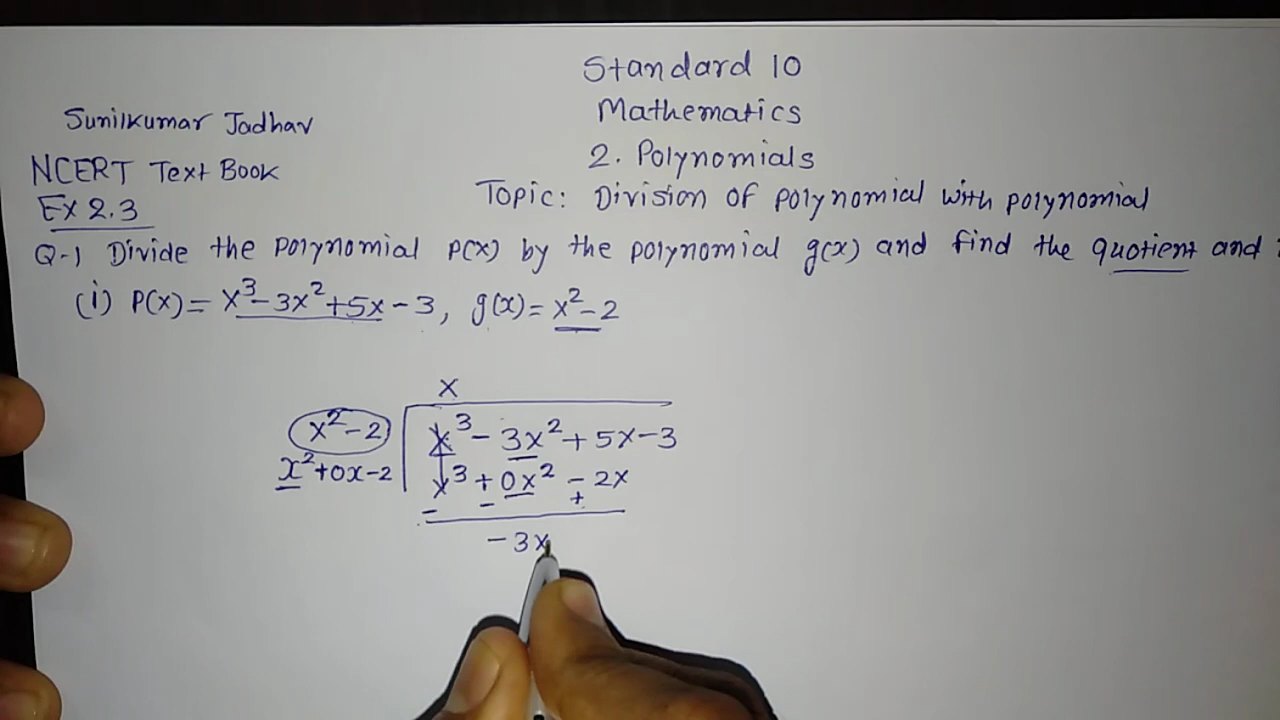 Standard 10
Mathematics
2. Polynomials
Sunilkumar Jadhav
NCERT Text Book
Ex 2.3
Topic: Division of polynomial with polynomial
Q-1 Divide the polynomial P(x) by the polynomial g(x) and find the quotient and
(i) P(x) = x³ - 3x² + 5x - 3, g(x) = x² - 2
x
x² - 2
x³ - 3x² + 5x - 3
x² + 0x - 2
x³ + 0x² - 2x
- - +
- 3x